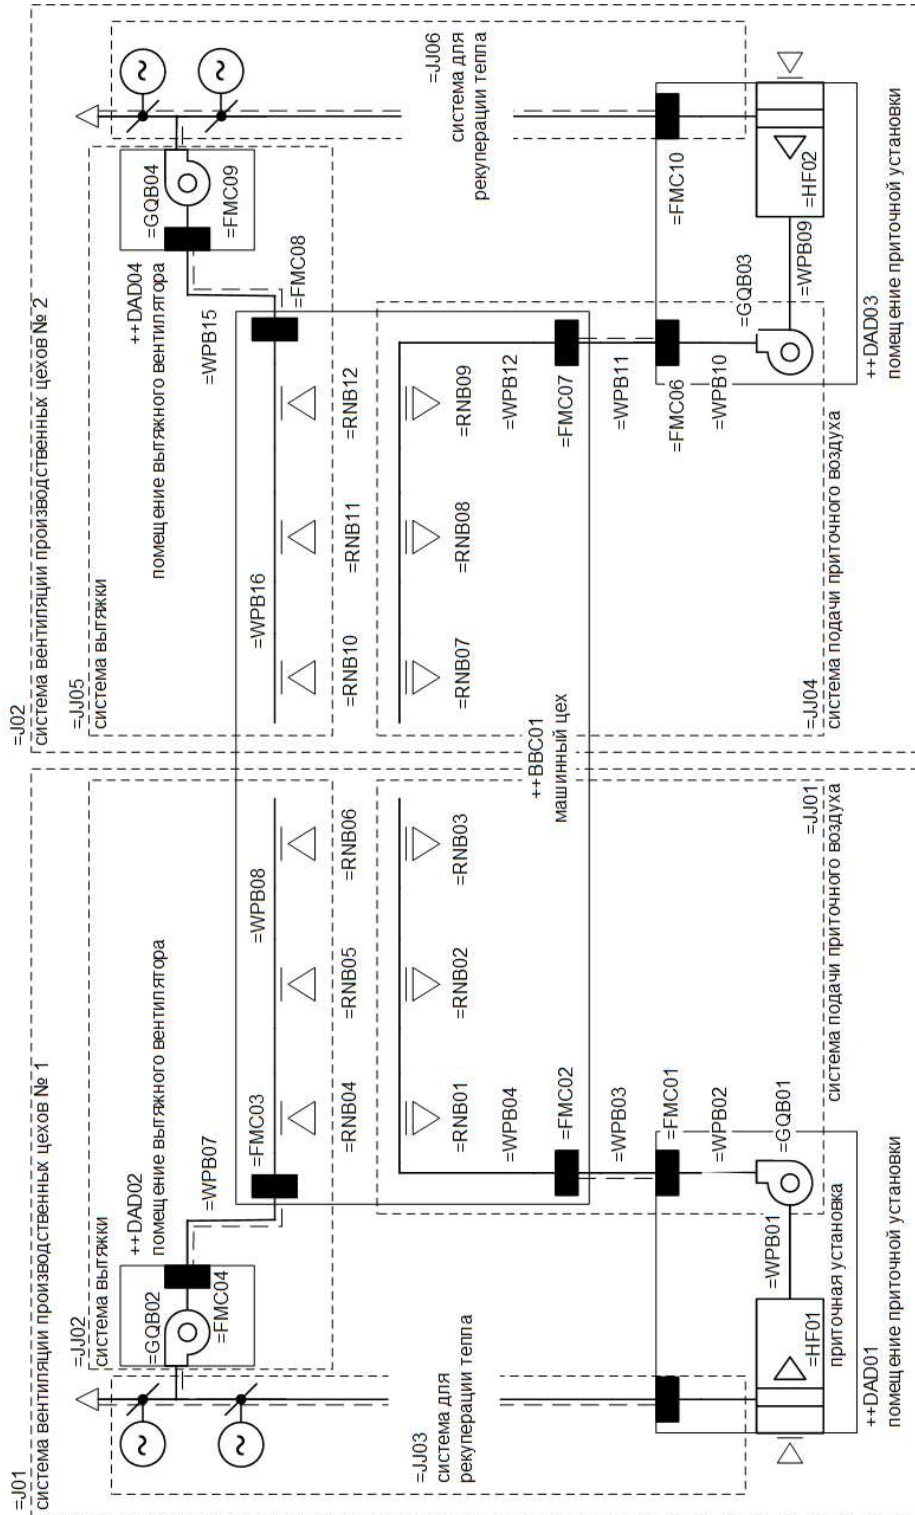 =J01
система вентиляции производственных цехов № 1
=JJ02
система вытяжки
++DAD02
помещение вытяжного вентилятора
=GQB02
=FMC04
=WPB07
=FMC03
=WPB08
=RNB04
=RNB05
=RNB06
=RNB01
=RNB02
=RNB03
=WPB04
=FMC02
=WPB03
=FMC01
=WPB02
=GQB01
=WPB01
=JJ03
система для
рекуперации тепла
=HF01
приточная установка
++DAD01
помещение приточной установки
=JJ01
система подачи приточного воздуха
++BBC01
машинный цех
=J02
система вентиляции производственных цехов № 2
=JJ05
система вытяжки
++DAD04
помещение вытяжного вентилятора
=GQB04
=FMC09
=WPB15
=FMC08
=WPB16
=RNB10
=RNB11
=RNB12
=RNB07
=RNB08
=RNB09
=WPB12
=FMC07
=WPB11
=FMC06
=WPB10
=GQB03
=WPB09
=JJ06
система для
рекуперации тепла
=FMC10
=HF02
++DAD03
помещение приточной установки
=JJ04
система подачи приточного воздуха